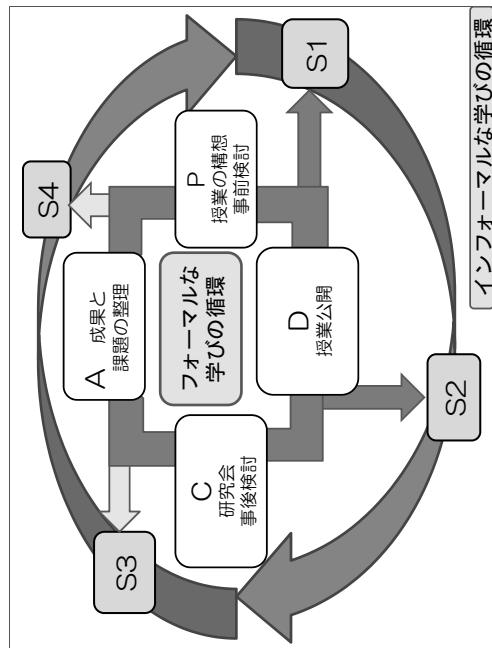 インフォーマルな学びの循環
S4
S1
A
成果と
課題の整理
P
授業の構想
事前検討
フォーマルな
学びの循環
C
研究会
事後検討
D
授業公開
S3
S2